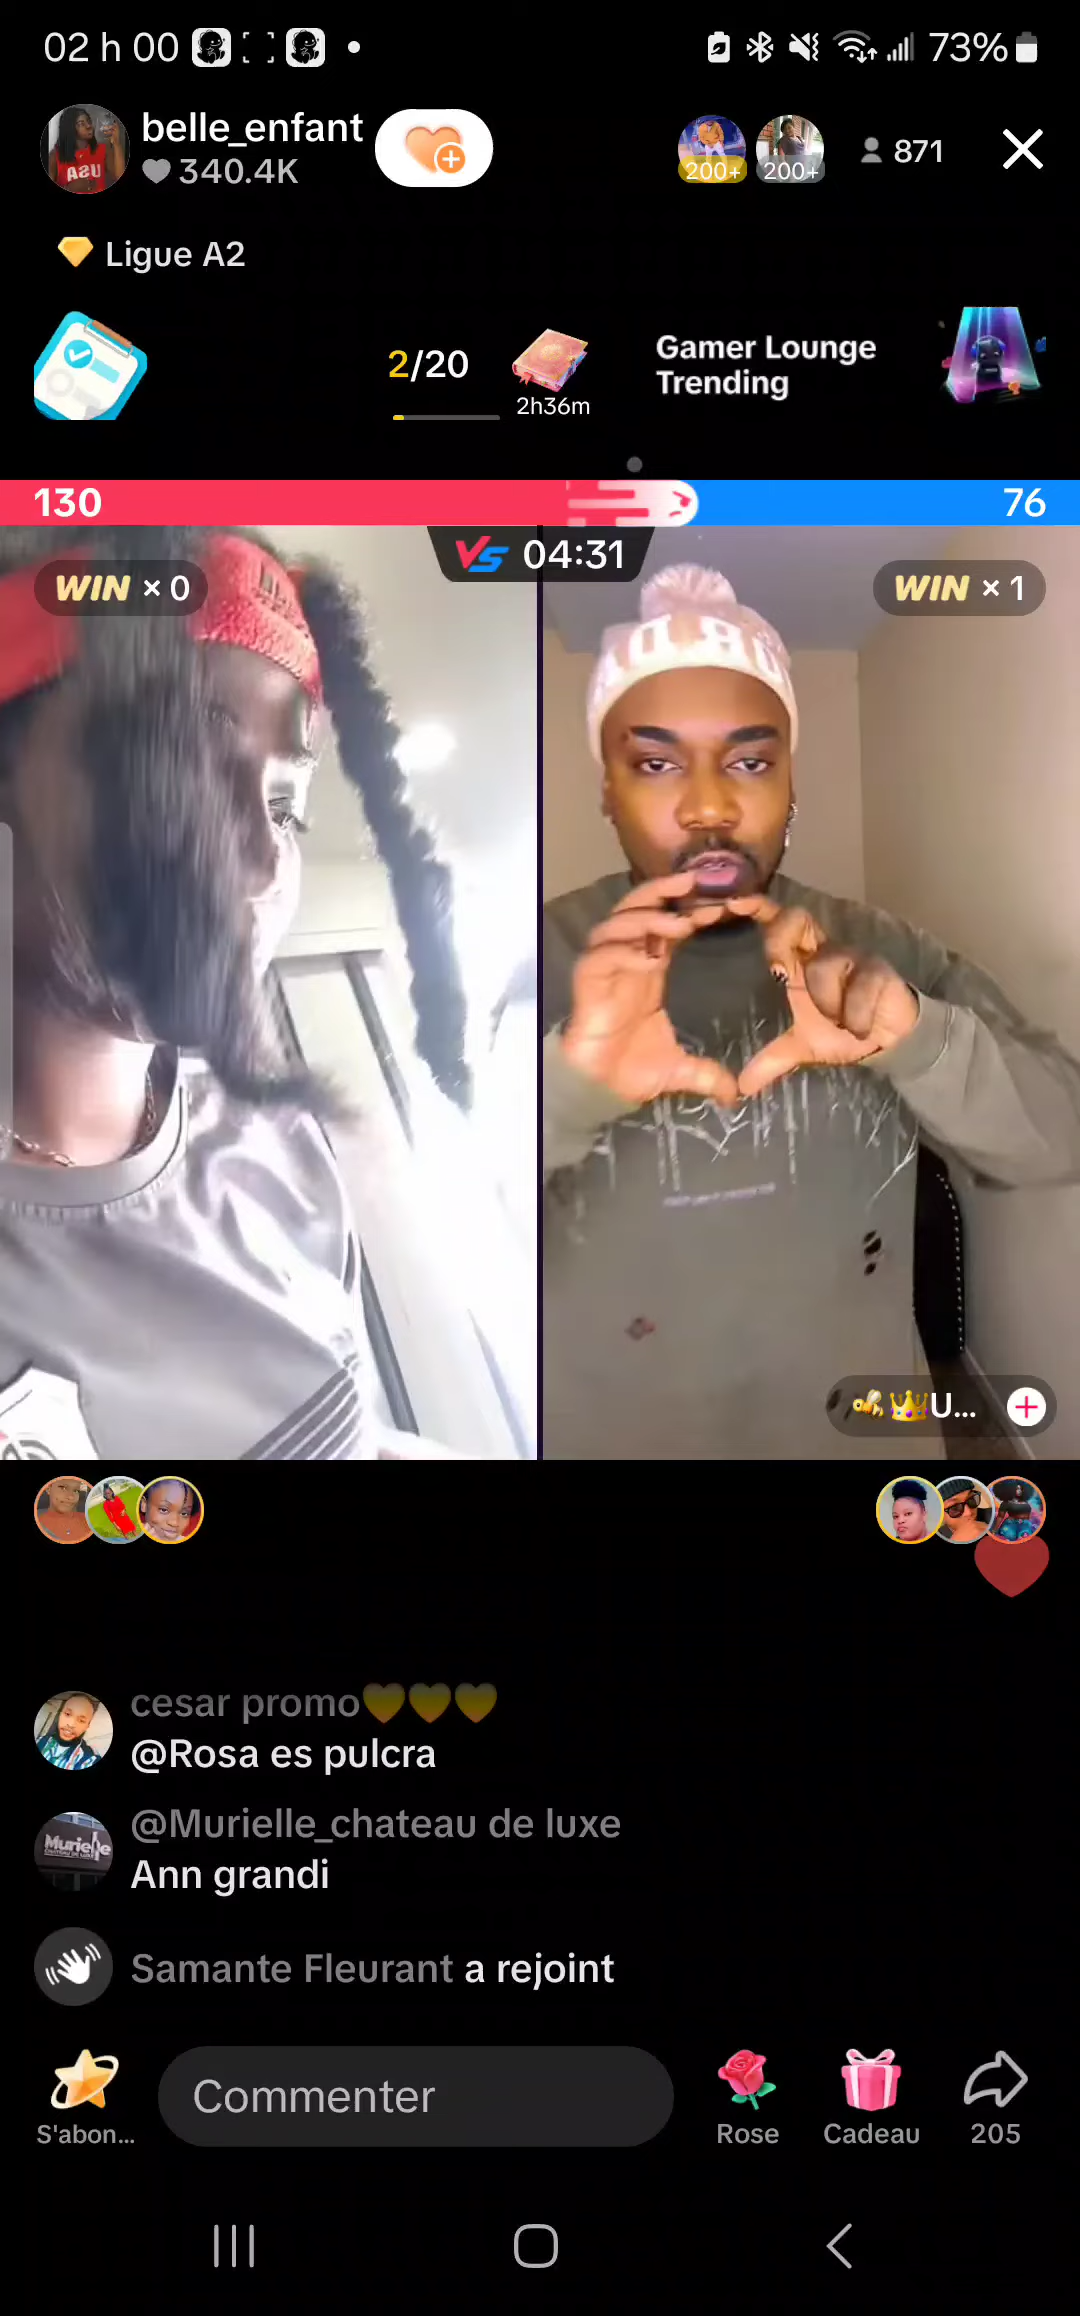 02 h 00
73%
belle_enfant
340.4K
200+
200+
871
Ligue A2
2/20
2h36m
Gamer Lounge
Trending
130
76
VS 04:31
WIN × 0
WIN × 1
🐝👑U...
cesar promo💛💛💛
@Rosa es pulcra
@Murielle_chateau de luxe
Ann grandi
Samante Fleurant a rejoint
S'abon...
Commenter
Rose
Cadeau
205